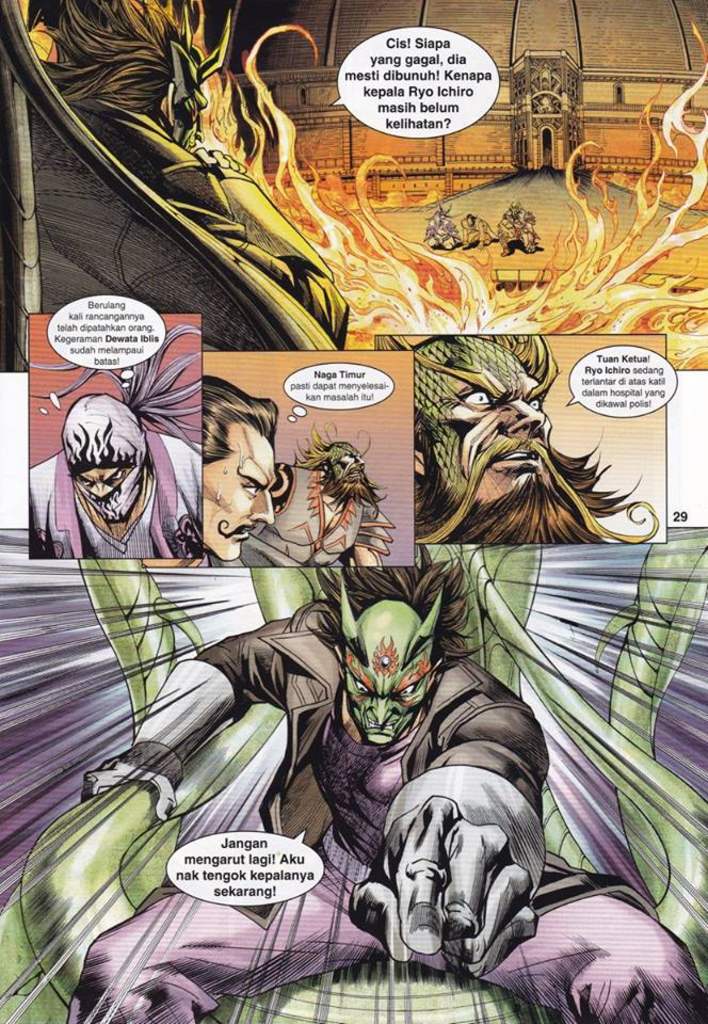 Cis! Siapa
yang gagal, dia
mesti dibunuh! Kenapa
kepala Ryo Ichiro
masih belum
kelihatan?
Berulang
kali rancangannya
telah dipatahkan orang.
Kegeraman Dewata Iblis
sudah melampaui
batas!
Naga Timur
pasti dapat menyelesai-
kan masalah itu!
Tuan Ketua!
Ryo Ichiro sedang
terlantar di atas katil
dalam hospital yang
dikawal polis!
29
Jangan
mengarut lagi! Aku
nak tengok kepalanya
sekarang!